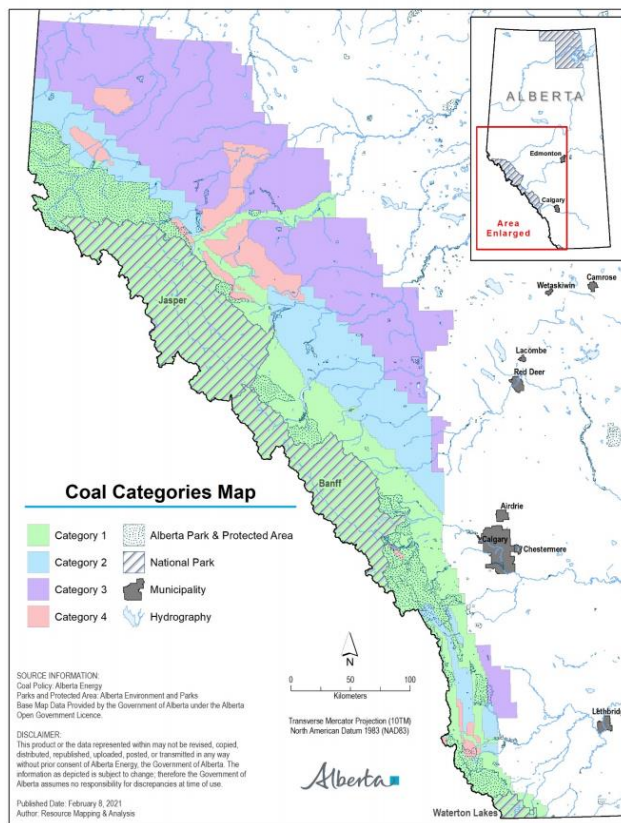 ALBERTA
Edmonton
Calgary
Area
Enlarged
Camrose
Wetaskiwin
Jasper
Lacombe
Red Deer
Banff
Coal Categories Map
Airdrie
Calgary
Chestermere
Category 1
Alberta Park & Protected Area
Category 2
National Park
Category 3
Municipality
Category 4
Hydrography
N
SOURCE INFORMATION:
Coal Policy: Alberta Energy
Parks and Protected Area: Alberta Environment and Parks
Base Map Data Provided by the Government of Alberta under the Alberta
Open Government Licence.
0 50 100
Kilometers
Transverse Mercator Projection (10TM)
North American Datum 1983 (NAD83)
Lethbridge
DISCLAIMER:
This product or the data represented within may not be revised, copied,
distributed, republished, uploaded, posted, or transmitted in any way
without prior consent of Alberta Energy, the Government of Alberta. The
information as depicted is subject to change; therefore the Government of
Alberta assumes no responsibility for discrepancies at time of use.
Alberta
Published Date: February 8, 2021
Author: Resource Mapping & Analysis
Waterton Lakes